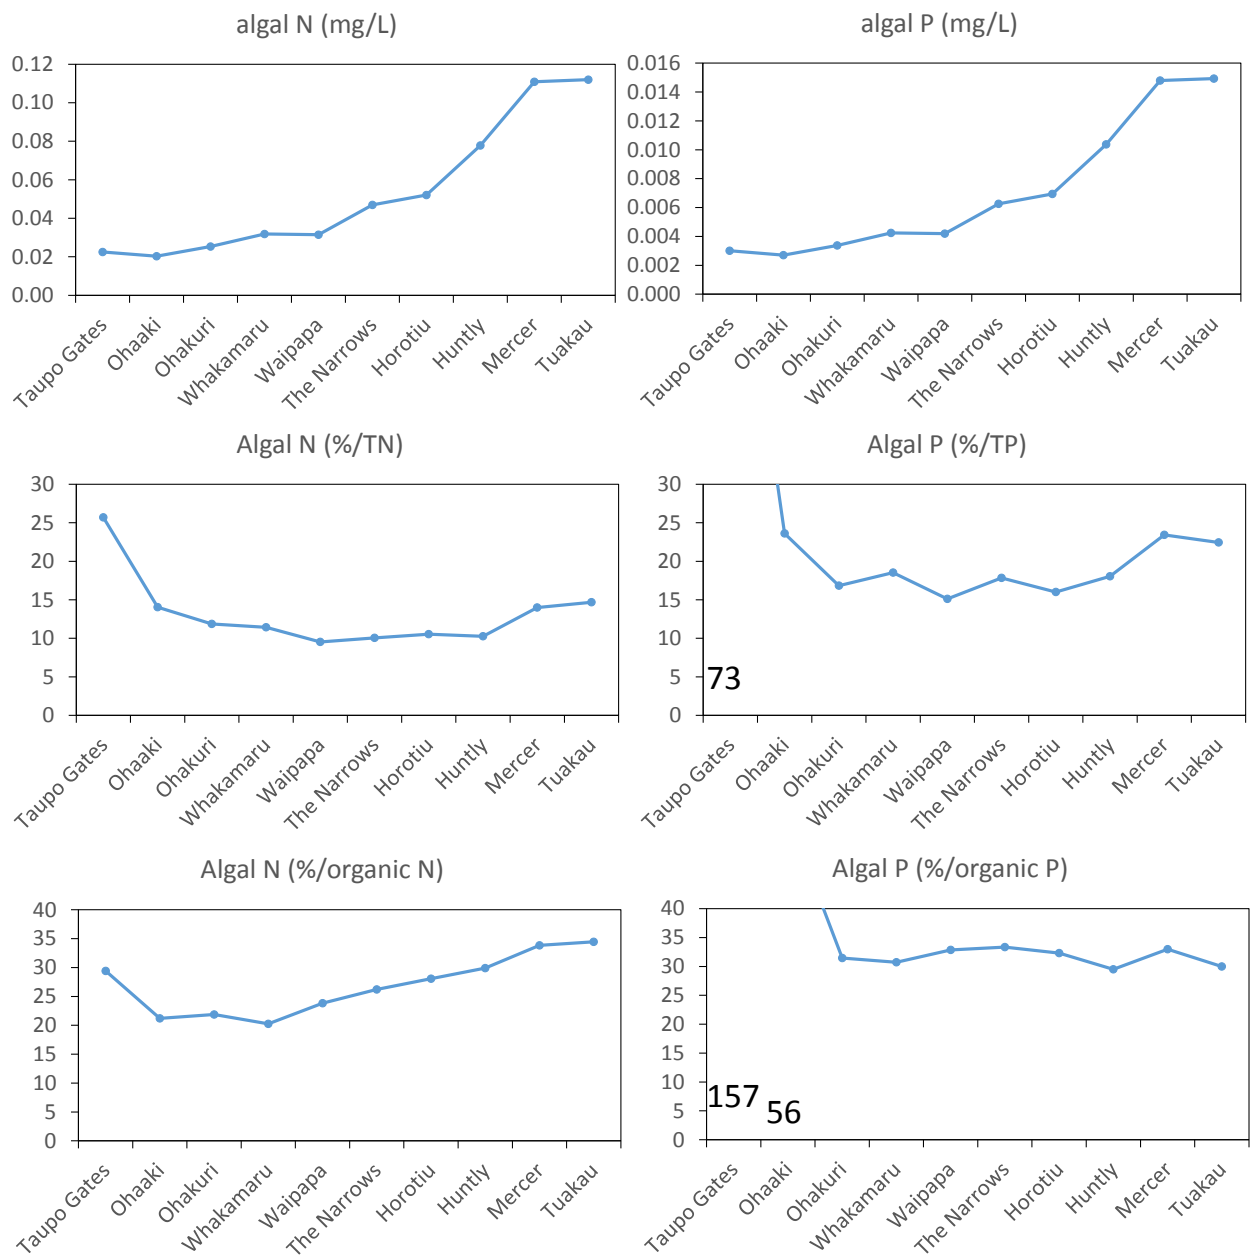 algal N (mg/L)
0.12
0.10
0.08
0.06
0.04
0.02
0.00
Taupo Gates
Ohaaki
Ohakuri
Whakamaru
Waipapa
The Narrows
Horotiu
Huntly
Mercer
Tuakau
algal P (mg/L)
0.016
0.014
0.012
0.010
0.008
0.006
0.004
0.002
0.000
Taupo Gates
Ohaaki
Ohakuri
Whakamaru
Waipapa
The Narrows
Horotiu
Huntly
Mercer
Tuakau
Algal N (%/TN)
30
25
20
15
10
5
0
Taupo Gates
Ohaaki
Ohakuri
Whakamaru
Waipapa
The Narrows
Horotiu
Huntly
Mercer
Tuakau
Algal P (%/TP)
30
25
20
15
10
5
0
73
Taupo Gates
Ohaaki
Ohakuri
Whakamaru
Waipapa
The Narrows
Horotiu
Huntly
Mercer
Tuakau
Algal N (%/organic N)
40
35
30
25
20
15
10
5
0
Taupo Gates
Ohaaki
Ohakuri
Whakamaru
Waipapa
The Narrows
Horotiu
Huntly
Mercer
Tuakau
Algal P (%/organic P)
40
35
30
25
20
15
10
5
0
157
56
Taupo Gates
Ohaaki
Ohakuri
Whakamaru
Waipapa
The Narrows
Horotiu
Huntly
Mercer
Tuakau